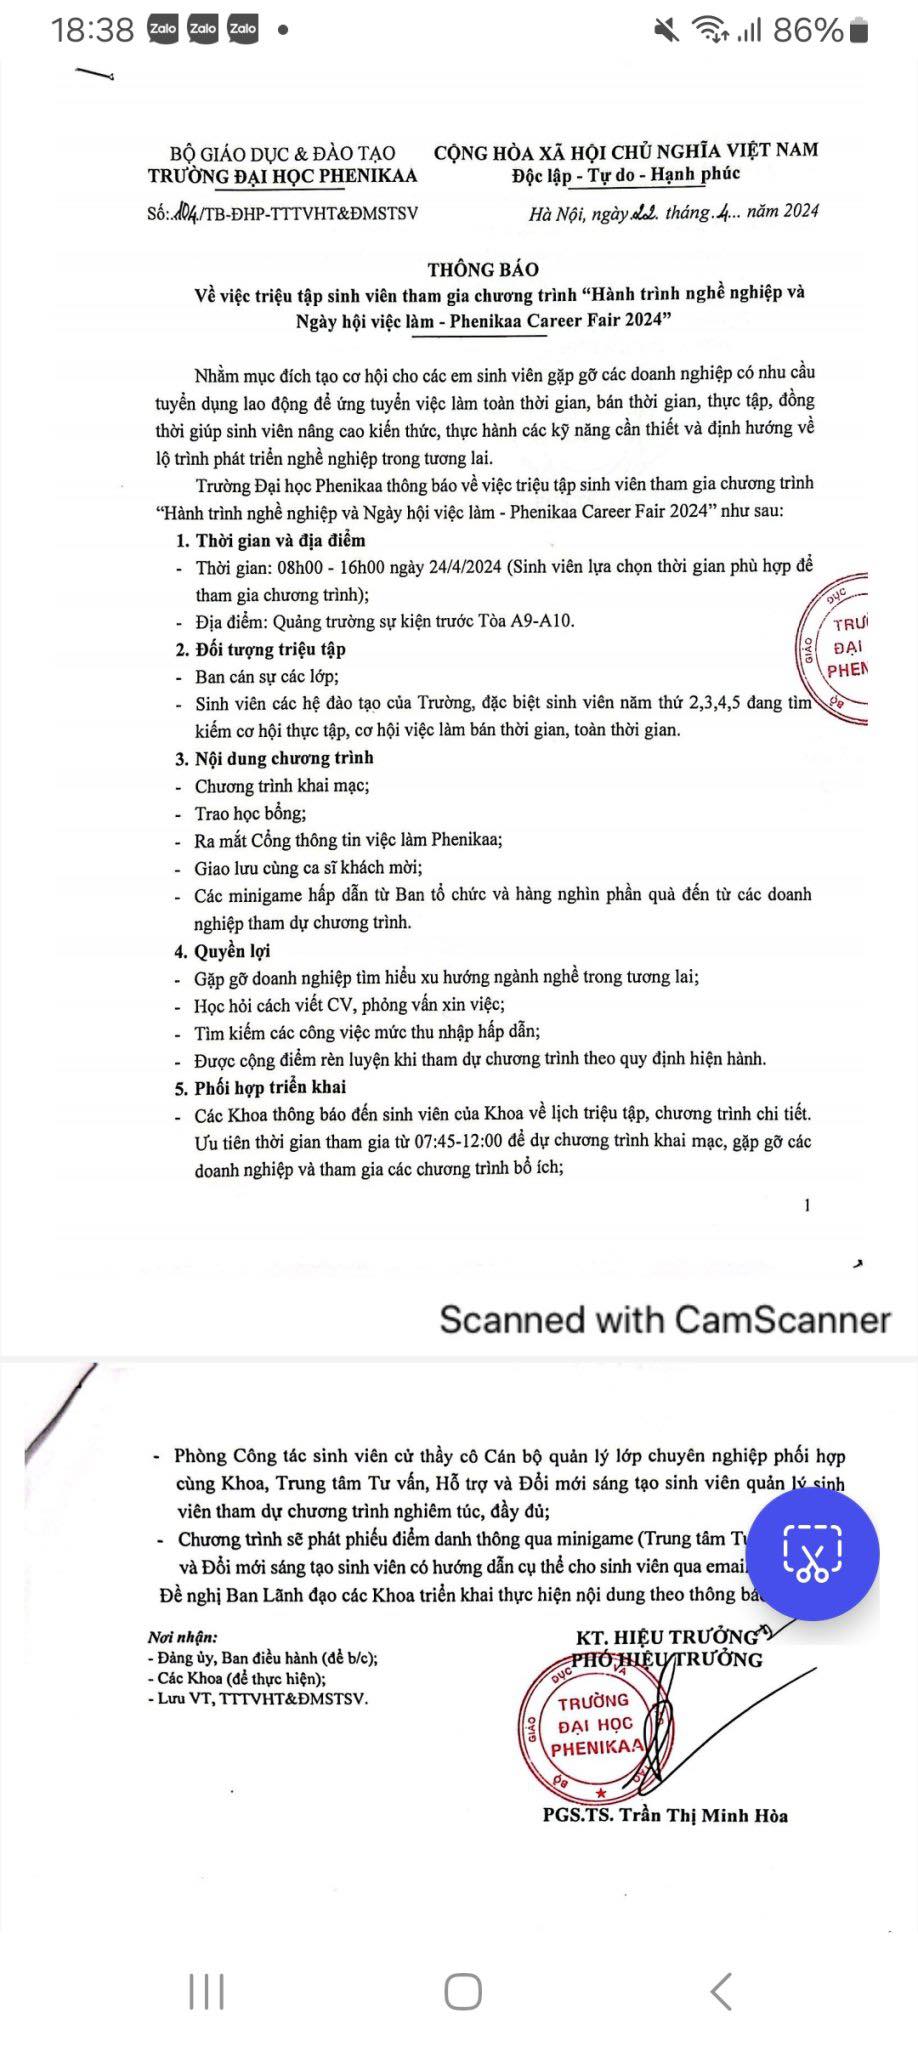 18:38 Zalo Zalo Zalo 86%
BỘ GIÁO DỤC & ĐÀO TẠO
TRƯỜNG ĐẠI HỌC PHENIKAA
Số:104/TB-ĐHP-TTTVHT&ĐMSTSV
CỘNG HÒA XÃ HỘI CHỦ NGHĨA VIỆT NAM
Độc lập - Tự do - Hạnh phúc
Hà Nội, ngày 22 tháng.4... năm 2024
THÔNG BÁO
Về việc triệu tập sinh viên tham gia chương trình “Hành trình nghề nghiệp và
Ngày hội việc làm - Phenikaa Career Fair 2024”
Nhằm mục đích tạo cơ hội cho các em sinh viên gặp gỡ các doanh nghiệp có nhu cầu
tuyển dụng lao động để ứng tuyển việc làm toàn thời gian, bán thời gian, thực tập, đồng
thời giúp sinh viên nâng cao kiến thức, thực hành các kỹ năng cần thiết và định hướng về
lộ trình phát triển nghề nghiệp trong tương lai.
Trường Đại học Phenikaa thông báo về việc triệu tập sinh viên tham gia chương trình
“Hành trình nghề nghiệp và Ngày hội việc làm - Phenikaa Career Fair 2024” như sau:
1. Thời gian và địa điểm
- Thời gian: 08h00 - 16h00 ngày 24/4/2024 (Sinh viên lựa chọn thời gian phù hợp để
tham gia chương trình);
- Địa điểm: Quảng trường sự kiện trước Tòa A9-A10.
2. Đối tượng triệu tập
- Ban cán sự các lớp;
- Sinh viên các hệ đào tạo của Trường, đặc biệt sinh viên năm thứ 2,3,4,5 đang tìm
kiếm cơ hội thực tập, cơ hội việc làm bán thời gian, toàn thời gian.
3. Nội dung chương trình
- Chương trình khai mạc;
- Trao học bổng;
- Ra mắt Cổng thông tin việc làm Phenikaa;
- Giao lưu cùng ca sĩ khách mời;
- Các minigame hấp dẫn từ Ban tổ chức và hàng nghìn phần quà đến từ các doanh
nghiệp tham dự chương trình.
4. Quyền lợi
- Gặp gỡ doanh nghiệp tìm hiểu xu hướng ngành nghề trong tương lai;
- Học hỏi cách viết CV, phỏng vấn xin việc;
- Tìm kiếm các công việc mức thu nhập hấp dẫn;
- Được cộng điểm rèn luyện khi tham dự chương trình theo quy định hiện hành.
5. Phối hợp triển khai
- Các Khoa thông báo đến sinh viên của Khoa về lịch triệu tập, chương trình chi tiết.
Ưu tiên thời gian tham gia từ 07:45-12:00 để dự chương trình khai mạc, gặp gỡ các
doanh nghiệp và tham gia các chương trình bổ ích;
BỘ GIÁO DỤC
TRƯ
ĐẠI
PHEN
1
Scanned with CamScanner
- Phòng Công tác sinh viên cử thầy cô Cán bộ quản lý lớp chuyên nghiệp phối hợp
cùng Khoa, Trung tâm Tư vấn, Hỗ trợ và Đổi mới sáng tạo sinh viên quản lý sinh
viên tham dự chương trình nghiêm túc, đầy đủ;
- Chương trình sẽ phát phiếu điểm danh thông qua minigame (Trung tâm Tư
và Đổi mới sáng tạo sinh viên có hướng dẫn cụ thể cho sinh viên qua email
Đề nghị Ban Lãnh đạo các Khoa triển khai thực hiện nội dung theo thông báo
Nơi nhận:
- Đảng ủy, Ban điều hành (để b/c);
- Các Khoa (để thực hiện);
- Lưu VT, TTTVHT&ĐMSTSV.
KT. HIỆU TRƯỞNG
PHÓ HIỆU TRƯỞNG
BỘ GIÁO DỤC VÀ ĐÀO TẠO
TRƯỜNG
ĐẠI HỌC
PHENIKAA
PGS.TS. Trần Thị Minh Hòa